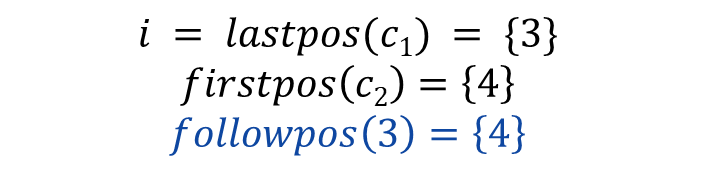 i = lastpos(c₁) = {3}
firstpos(c₂) = {4}
followpos(3) = {4}